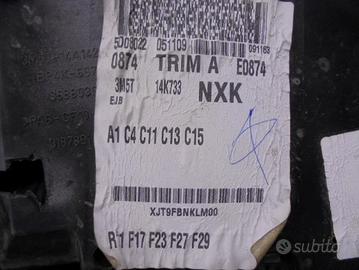 5D08022 051109 091163
0874 TRIM A E0874
3M57 14K733 NXK
EJB
A1 C4 C11 C13 C15
XJT9FBNKLM00
R1 F17 F23 F27 F29
subito